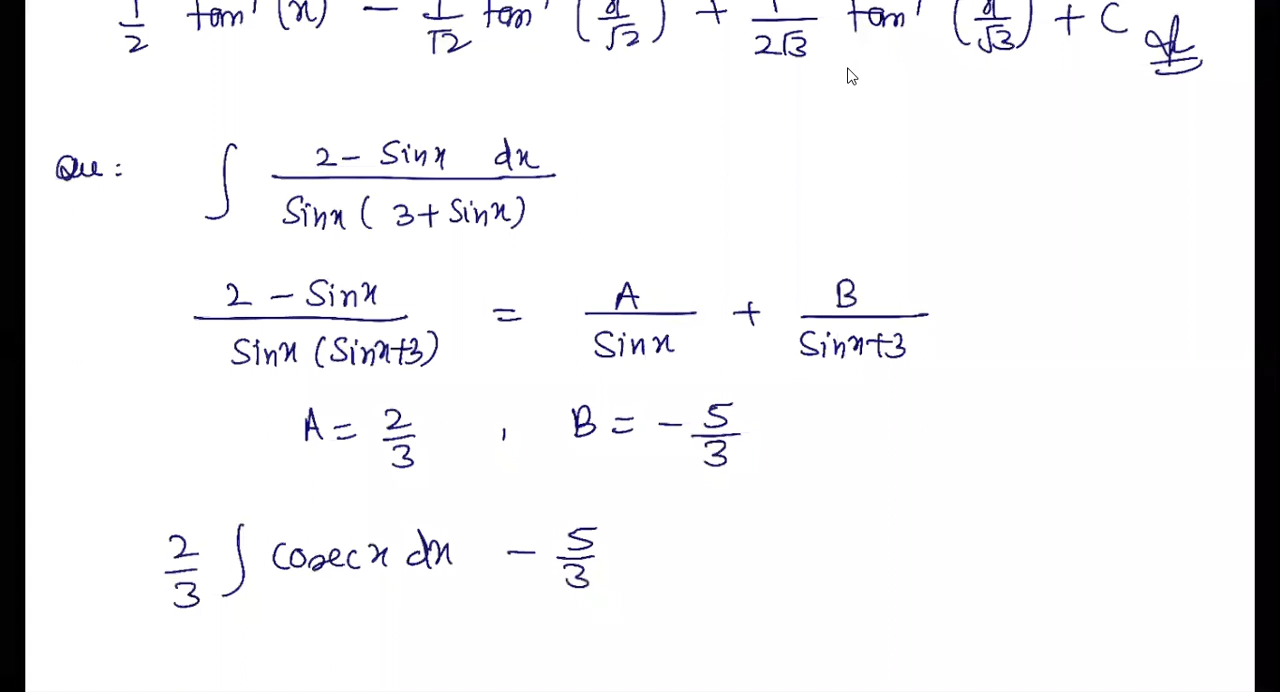 1/2 tan⁻¹(x) − 1/√2 tan⁻¹(x/√2) + 1/2√3 tan⁻¹(x/√3) + C
Que: ∫ 2 − Sinx dx / Sinx (3 + Sinx)
2 − Sinx / Sinx (Sinx+3) = A / Sinx + B / Sinx+3
A = 2/3 , B = −5/3
2/3 ∫ cosecx dx − 5/3